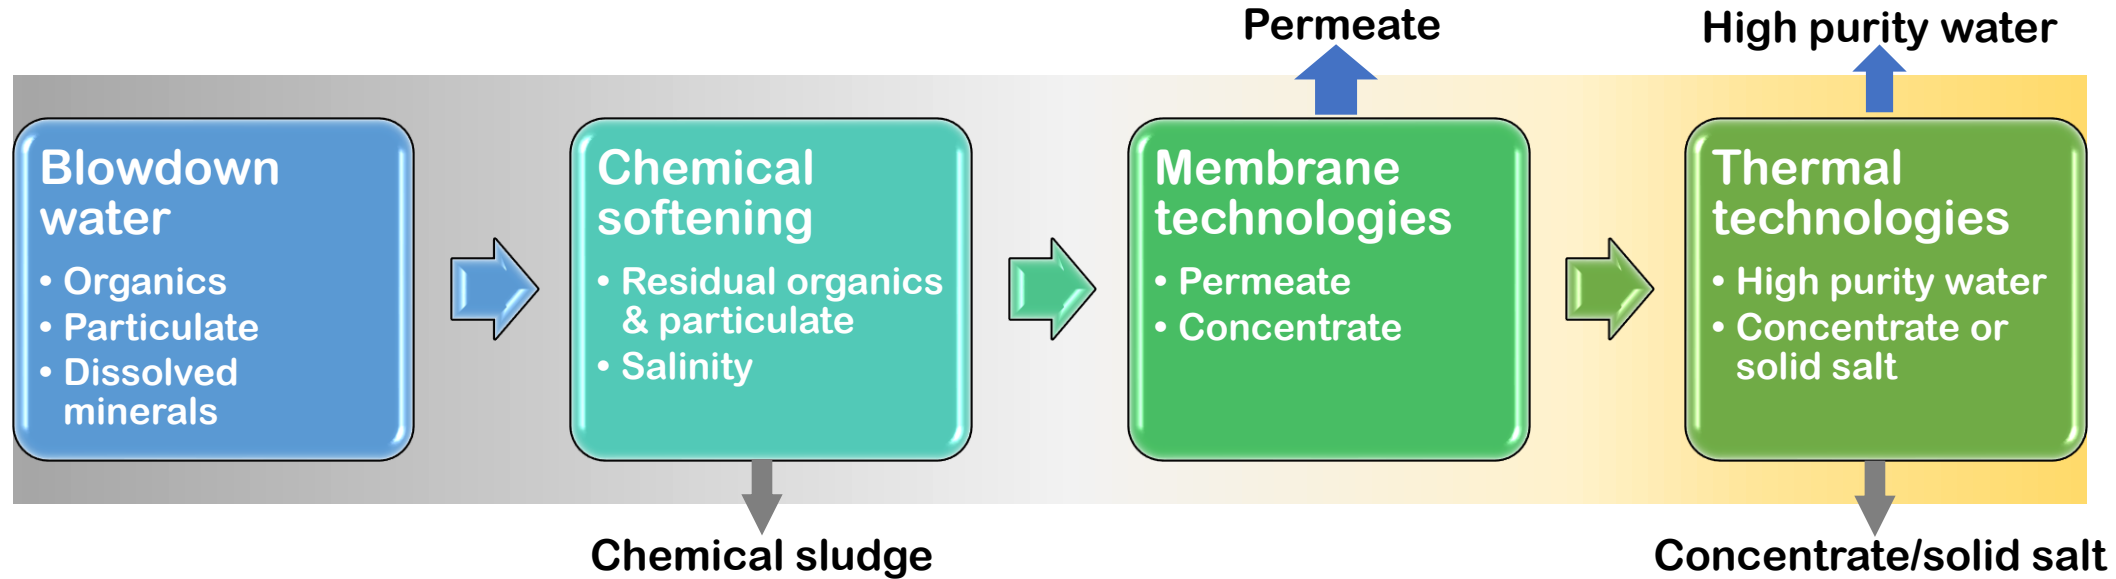 Permeate
High purity water
Blowdown
water
• Organics
• Particulate
• Dissolved
minerals
Chemical
softening
• Residual organics
& particulate
• Salinity
Membrane
technologies
• Permeate
• Concentrate
Thermal
technologies
• High purity water
• Concentrate or
solid salt
Chemical sludge
Concentrate/solid salt